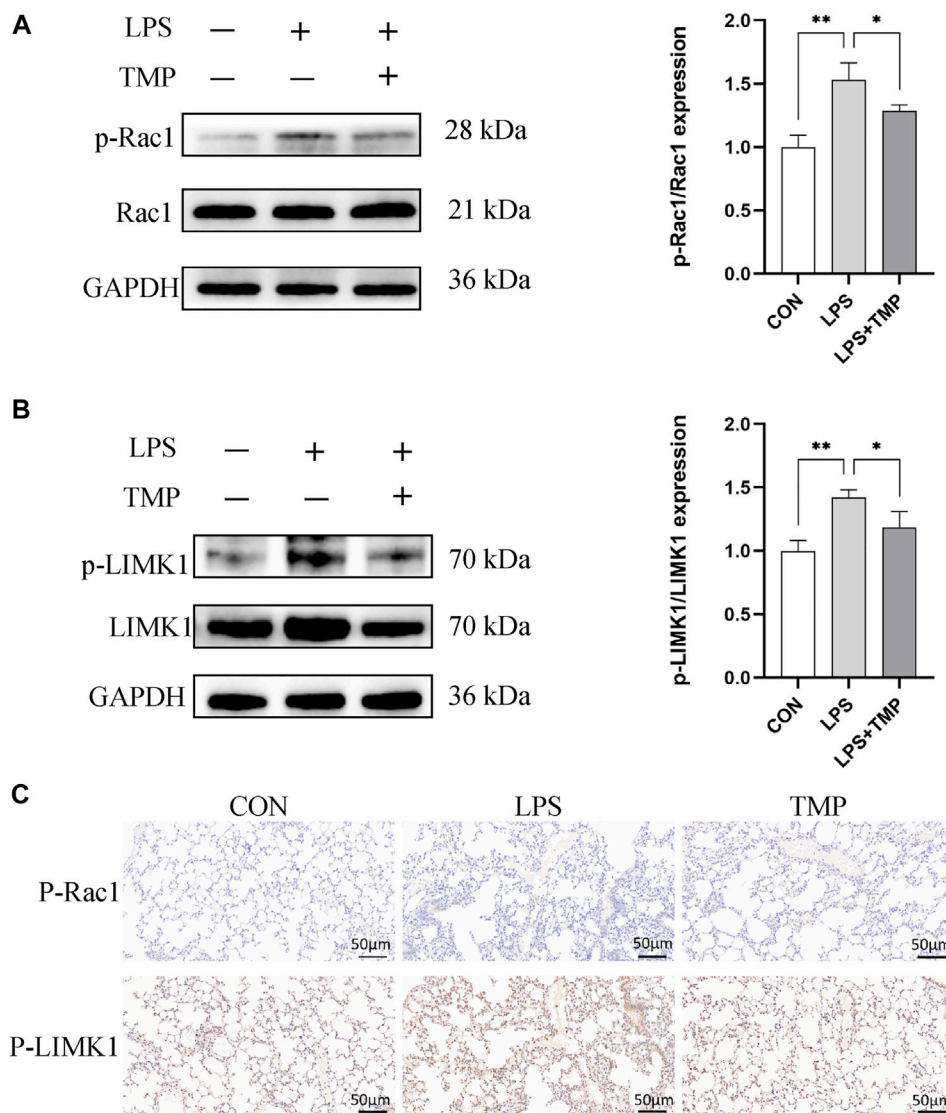 A
LPS — + +
TMP — — +
p-Rac1 28 kDa
Rac1 21 kDa
GAPDH 36 kDa
p-Rac1/Rac1 expression
2.0
1.5
1.0
0.5
0.0
** *
CON
LPS
LPS+TMP
B
LPS — + +
TMP — — +
p-LIMK1 70 kDa
LIMK1 70 kDa
GAPDH 36 kDa
p-LIMK1/LIMK1 expression
2.0
1.5
1.0
0.5
0.0
** *
CON
LPS
LPS+TMP
C
CON LPS TMP
P-Rac1
50μm 50μm 50μm
P-LIMK1
50μm 50μm 50μm